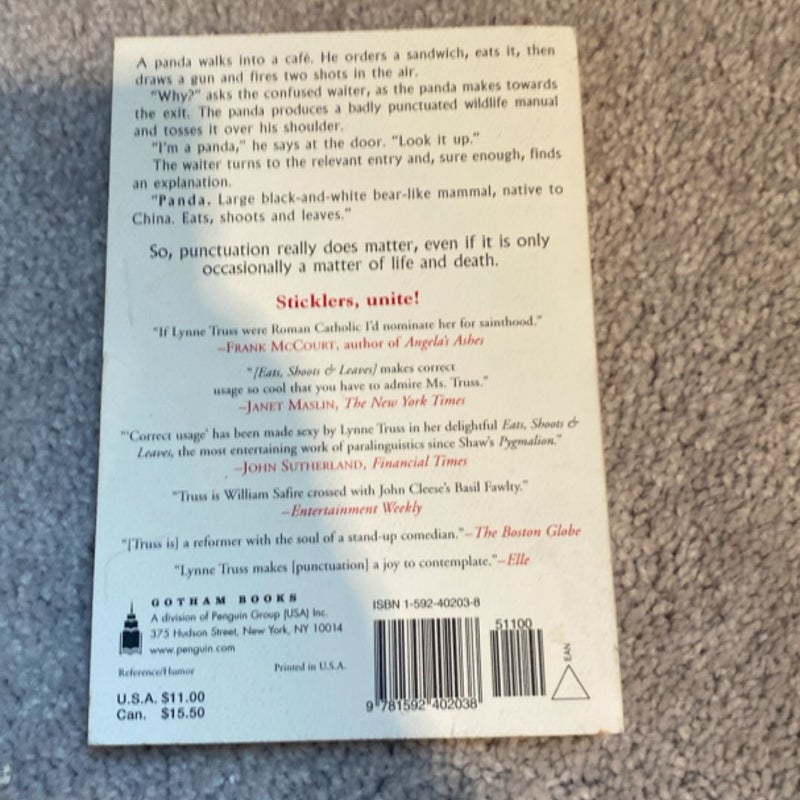 A panda walks into a café. He orders a sandwich, eats it, then
draws a gun and fires two shots in the air.
"Why?" asks the confused waiter, as the panda makes towards
the exit. The panda produces a badly punctuated wildlife manual
and tosses it over his shoulder.
"I'm a panda," he says at the door. "Look it up."
The waiter turns to the relevant entry and, sure enough, finds
an explanation.
"Panda. Large black-and-white bear-like mammal, native to
China. Eats, shoots and leaves."
So, punctuation really does matter, even if it is only
occasionally a matter of life and death.
Sticklers, unite!
"If Lynne Truss were Roman Catholic I'd nominate her for sainthood."
–FRANK MCCOURT, author of Angela's Ashes
"[Eats, Shoots & Leaves] makes correct
usage so cool that you have to admire Ms. Truss."
–JANET MASLIN, The New York Times
"'Correct usage' has been made sexy by Lynne Truss in her delightful Eats, Shoots &
Leaves, the most entertaining work of paralinguistics since Shaw's Pygmalion."
–JOHN SUTHERLAND, Financial Times
"Truss is William Safire crossed with John Cleese's Basil Fawlty."
–Entertainment Weekly
"[Truss is] a reformer with the soul of a stand-up comedian."–The Boston Globe
"Lynne Truss makes [punctuation] a joy to contemplate."–Elle
GOTHAM BOOKS
A division of Penguin Group (USA) Inc.
375 Hudson Street, New York, NY 10014
www.penguin.com
Reference/Humor Printed in U.S.A.
U.S.A. $11.00
Can. $15.50
ISBN 1-592-40203-8
51100
9 781592 402038
EAN